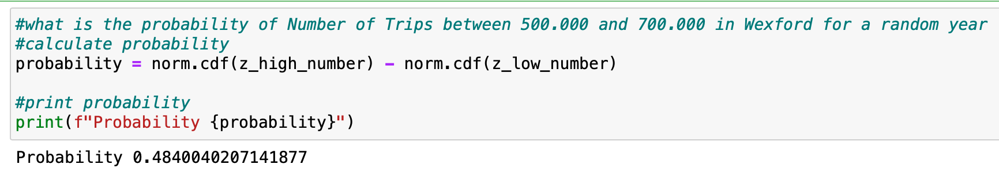 #what is the probability of Number of Trips between 500.000 and 700.000 in Wexford for a random year
#calculate probability
probability = norm.cdf(z_high_number) - norm.cdf(z_low_number)
#print probability
print(f"Probability {probability}")
Probability 0.4840040207141877